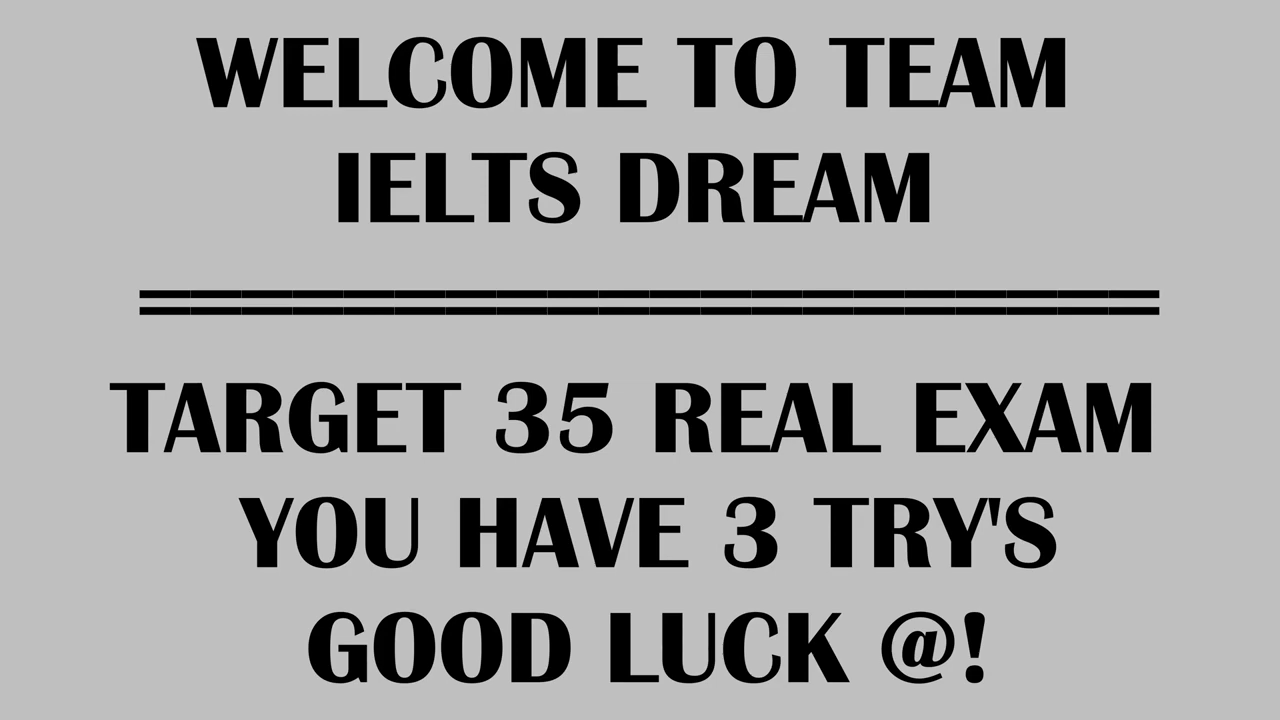 WELCOME TO TEAM
IELTS DREAM
====================
TARGET 35 REAL EXAM
YOU HAVE 3 TRY'S
GOOD LUCK @!